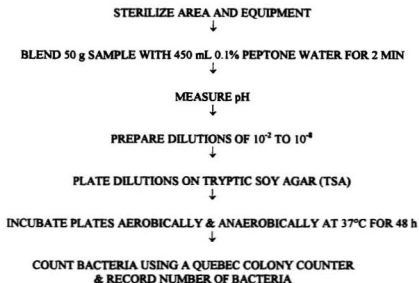 STERILIZE AREA AND EQUIPMENT
↓
BLEND 50 g SAMPLE WITH 450 mL 0.1% PEPTONE WATER FOR 2 MIN
↓
MEASURE pH
↓
PREPARE DILUTIONS OF 10⁻² TO 10⁻⁸
↓
PLATE DILUTIONS ON TRYPTIC SOY AGAR (TSA)
↓
INCUBATE PLATES AEROBICALLY & ANAEROBICALLY AT 37°C FOR 48 h
↓
COUNT BACTERIA USING A QUEBEC COLONY COUNTER
& RECORD NUMBER OF BACTERIA